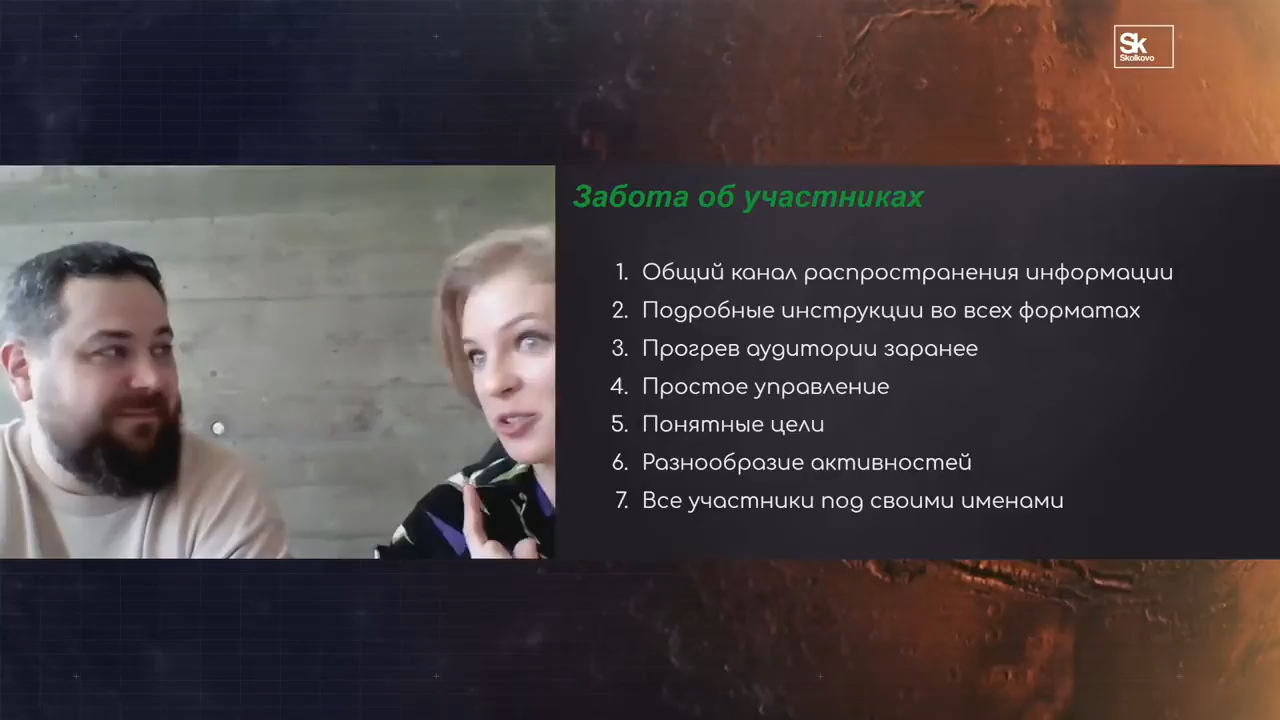 Sk
Skolkovo
Забота об участниках
1. Общий канал распространения информации
2. Подробные инструкции во всех форматах
3. Прогрев аудитории заранее
4. Простое управление
5. Понятные цели
6. Разнообразие активностей
7. Все участники под своими именами